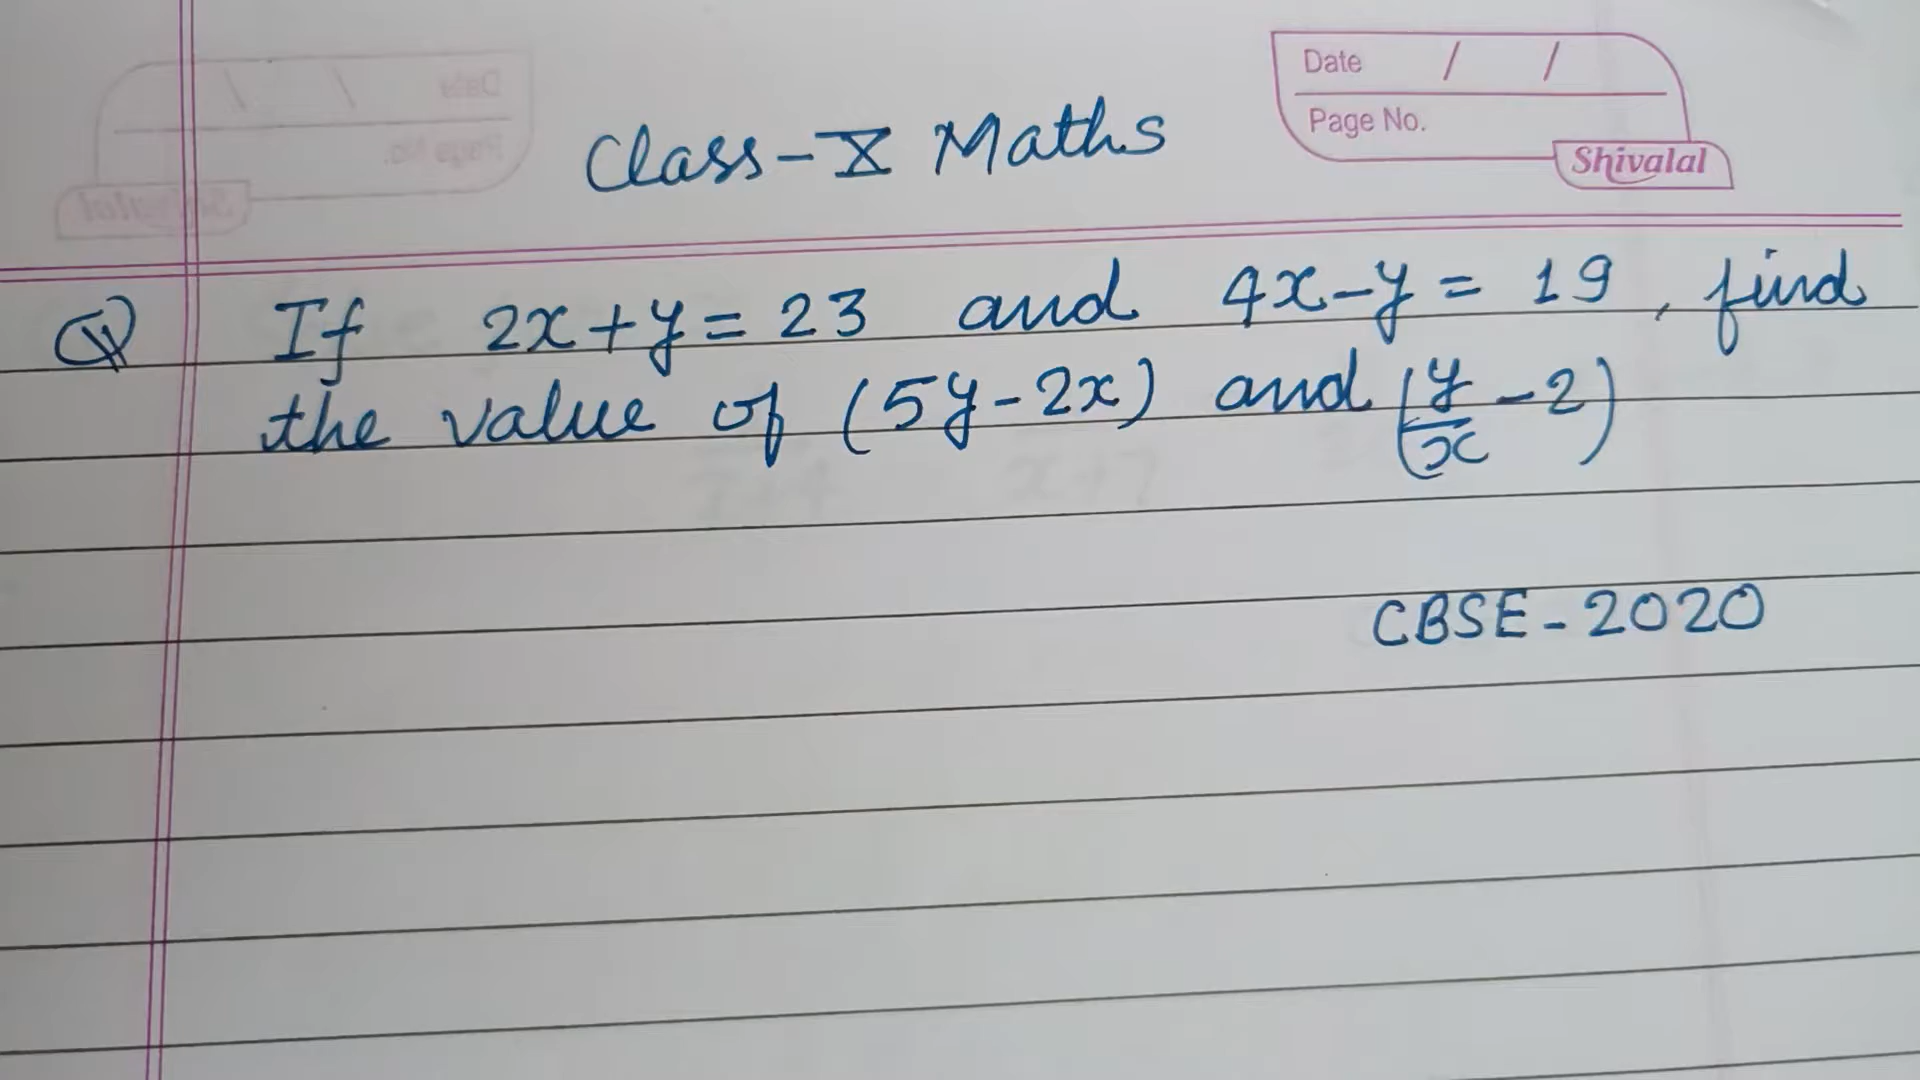 Date / /
Page No.
Shivalal
Class-X Maths
Q If 2x+y=23 and 4x-y=19, find
the value of (5y-2x) and (y/x -2)
CBSE-2020